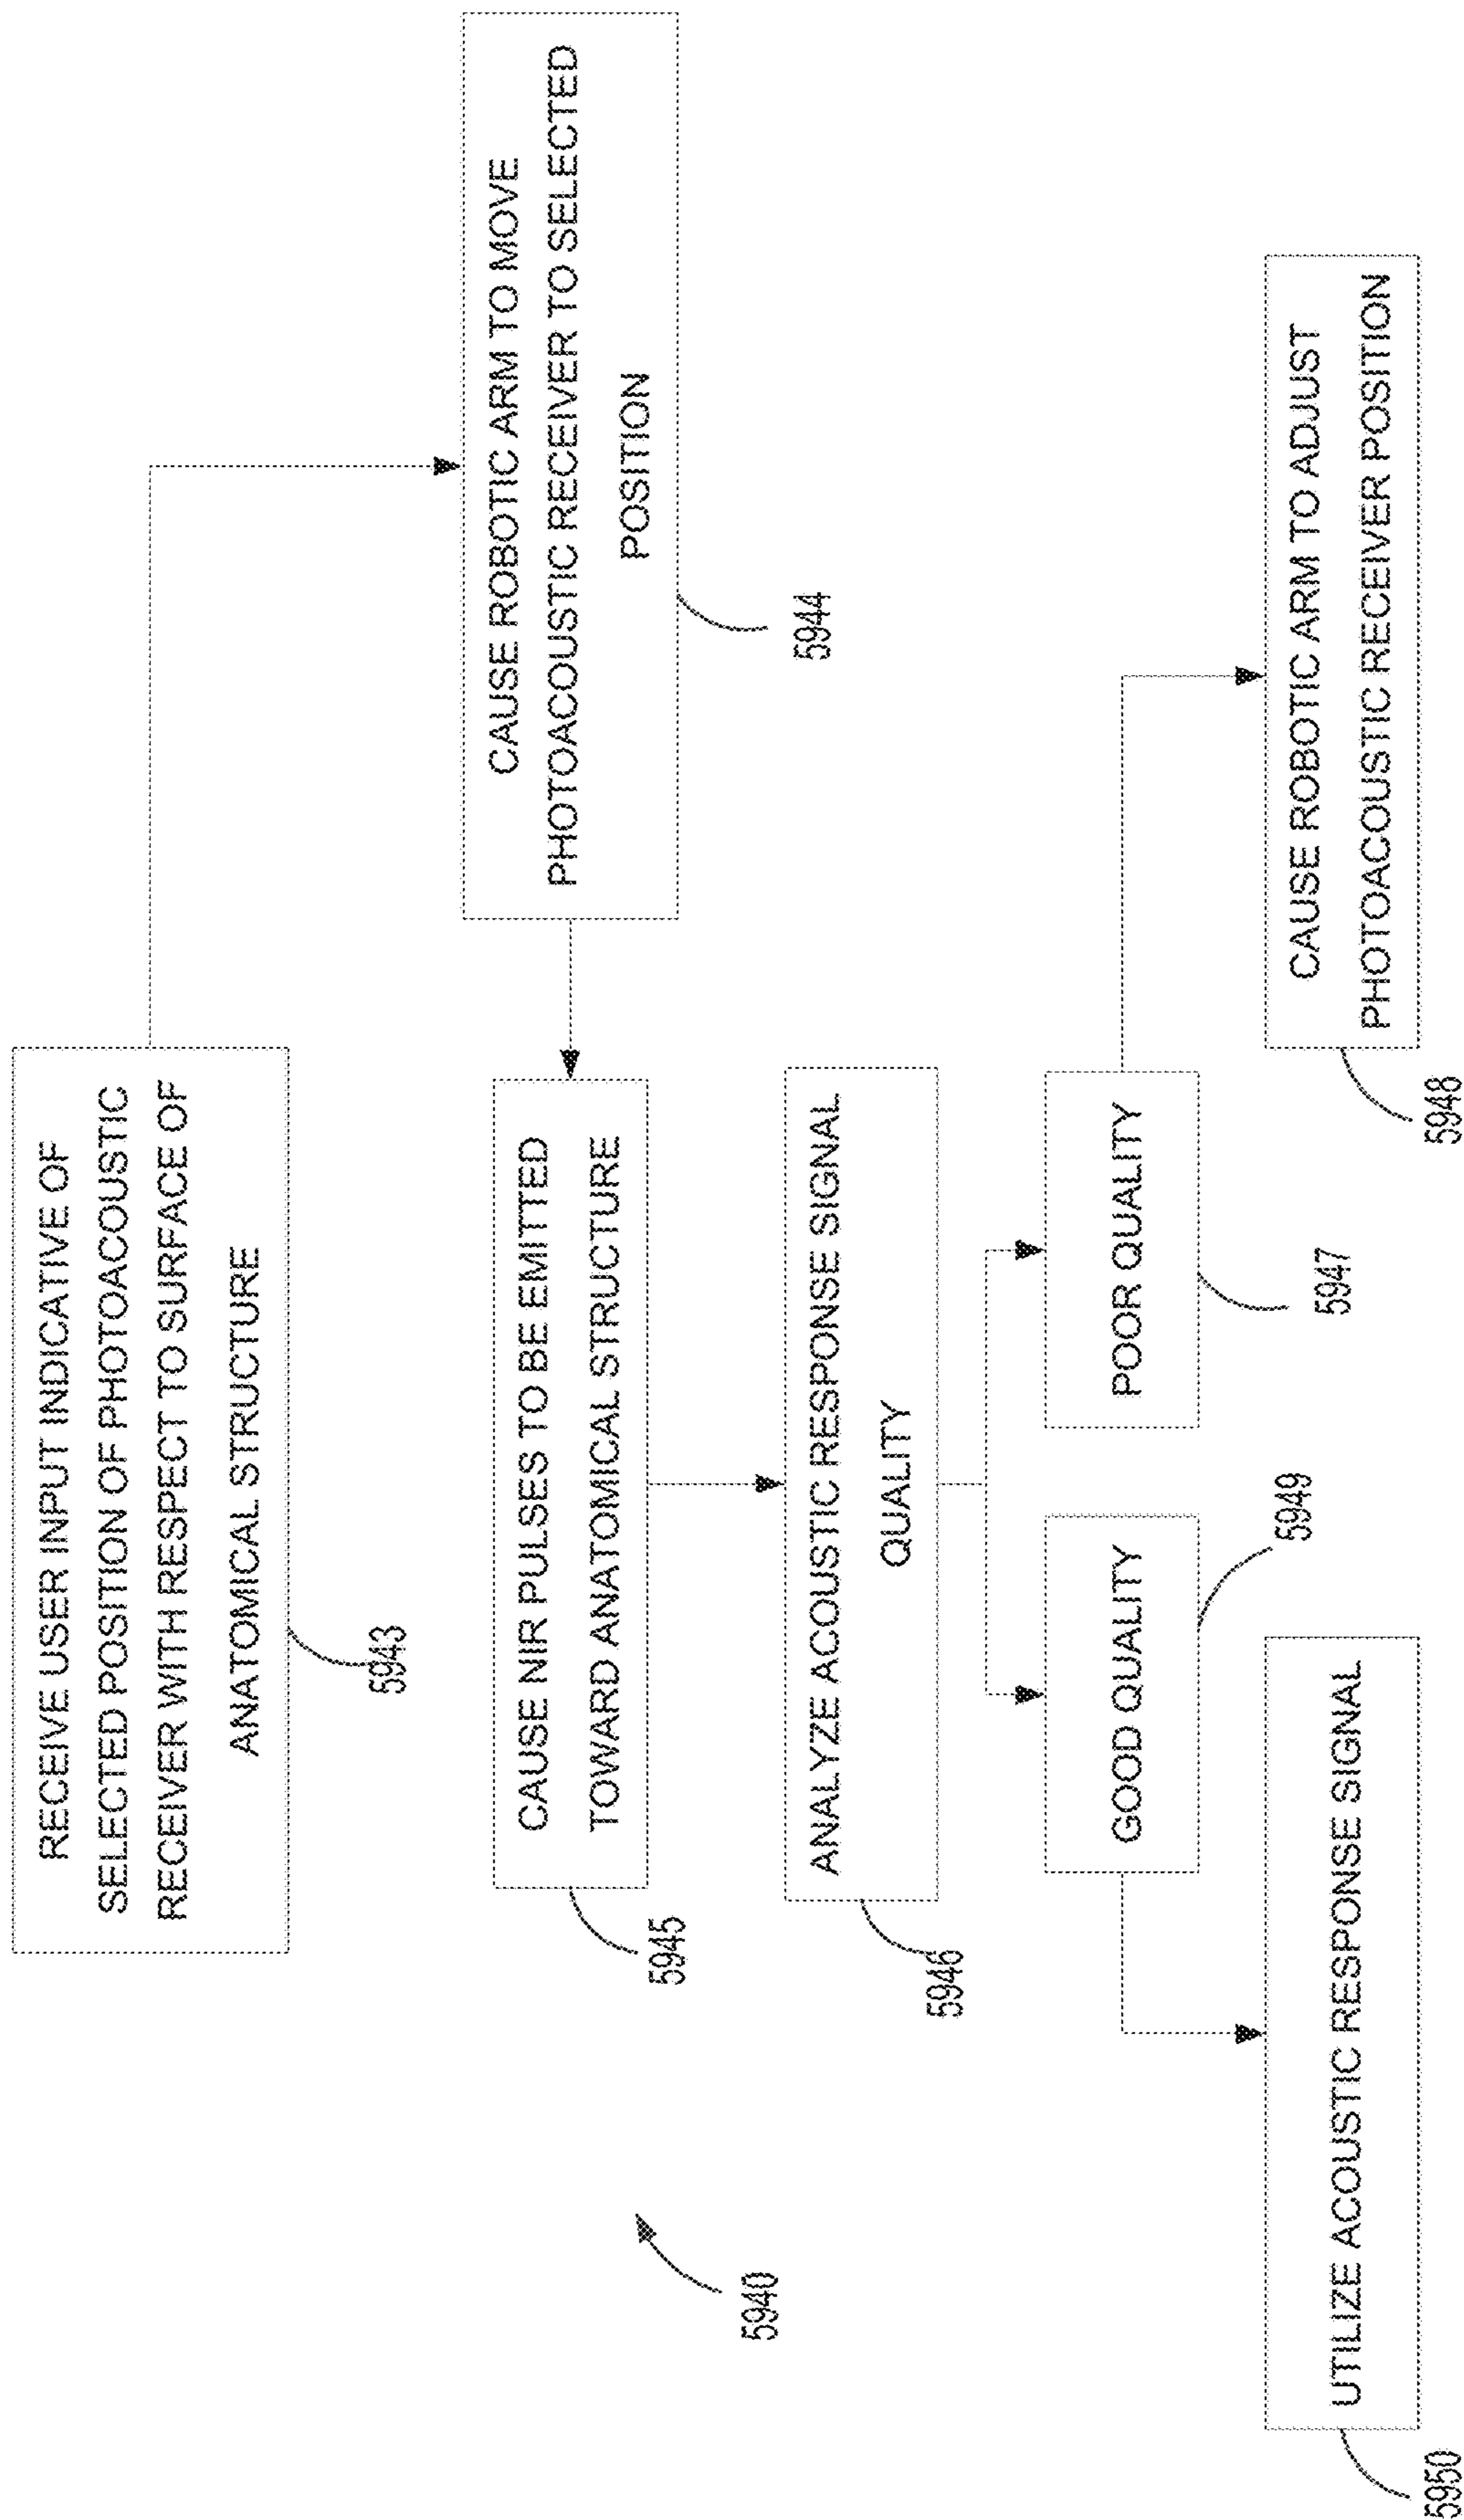 RECEIVE USER INPUT INDICATIVE OF
SELECTED POSITION OF PHOTOACOUSTIC
RECEIVER WITH RESPECT TO SURFACE OF
ANATOMICAL STRUCTURE
5943
CAUSE ROBOTIC ARM TO MOVE
PHOTOACOUSTIC RECEIVER TO SELECTED
POSITION
5944
CAUSE NIR PULSES TO BE EMITTED
TOWARD ANATOMICAL STRUCTURE
5945
ANALYZE ACOUSTIC RESPONSE SIGNAL
QUALITY
5946
5940
GOOD QUALITY
5949
POOR QUALITY
5947
UTILIZE ACOUSTIC RESPONSE SIGNAL
5950
CAUSE ROBOTIC ARM TO ADJUST
PHOTOACOUSTIC RECEIVER POSITION
5948